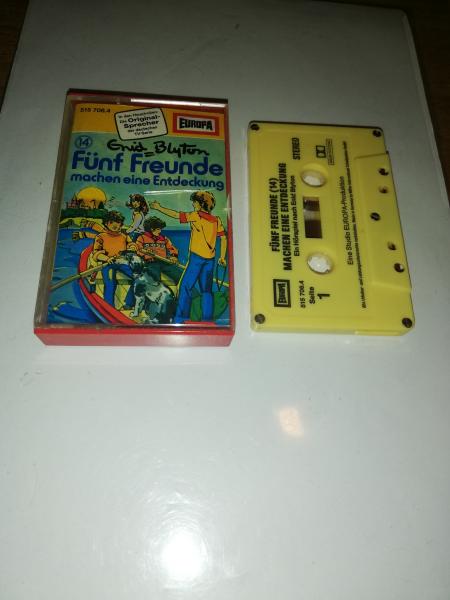 515 706.4
In den Hauptrollen:
Die Original-
Sprecher
der deutschen
TV-Serie
EUROPA
14
Enid Blyton
Fünf Freunde
machen eine Entdeckung
STEREO
FÜNF FREUNDE (14)
MACHEN EINE ENTDECKUNG
Ein Hörspiel nach Enid Blyton
Eine Studio EUROPA-Produktion
EUROPA
515 706.4
Seite
1